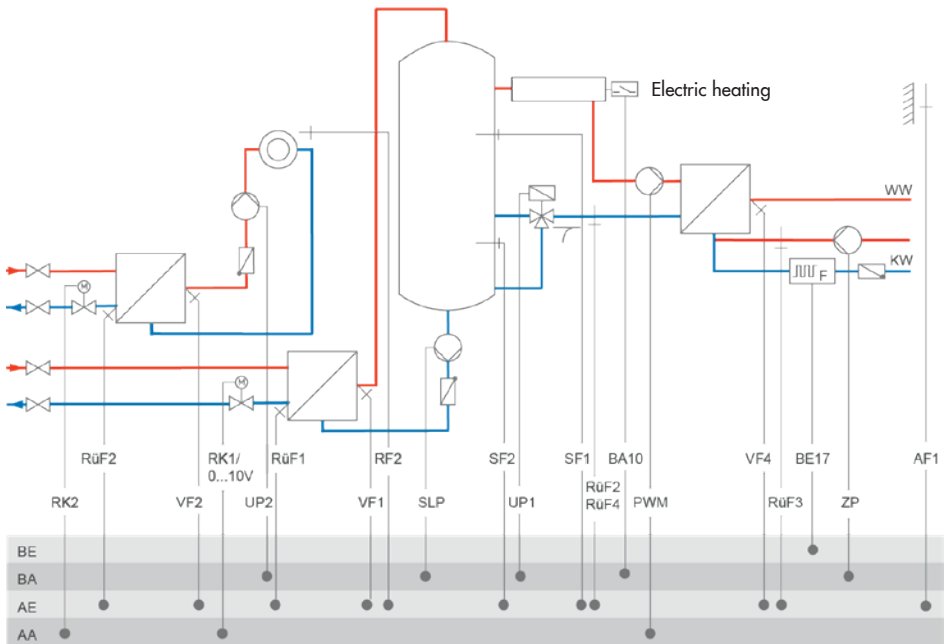 Electric heating
WW
F
KW
M
M
RüF2 RK1/ RüF1 RF2 SF2 SF1 BA10 VF4 BE17 AF1
0...10V
RüF2
RK2 VF2 UP2 VF1 SLP UP1 RüF4 PWM RüF3 ZP
BE
BA
AE
AA